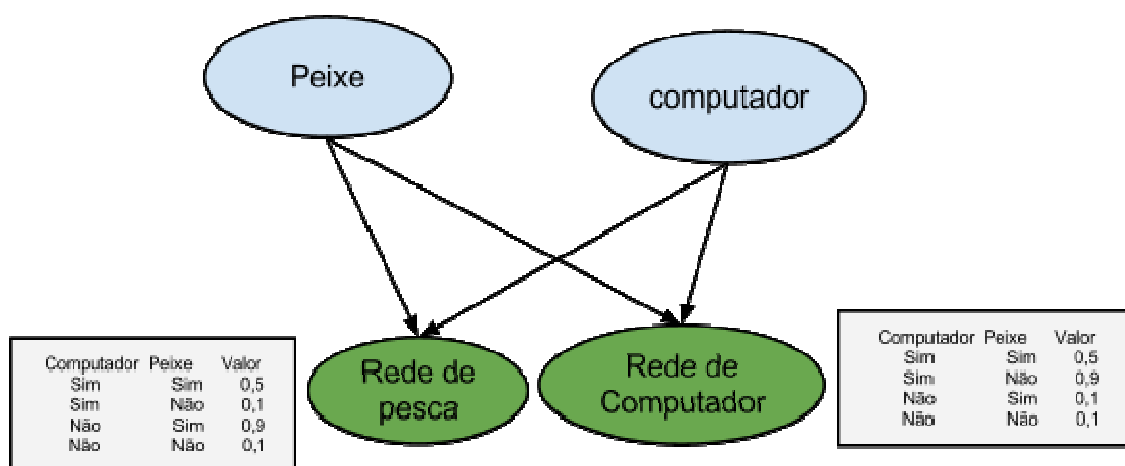 Peixe
computador
Rede de
pesca
Rede de
Computador
Computador Peixe Valor
Sim Sim 0,5
Sim Não 0,1
Não Sim 0,9
Não Não 0,1
Computador Peixe Valor
Sim Sim 0,5
Sim Não 0,9
Não Sim 0,1
Não Não 0,1